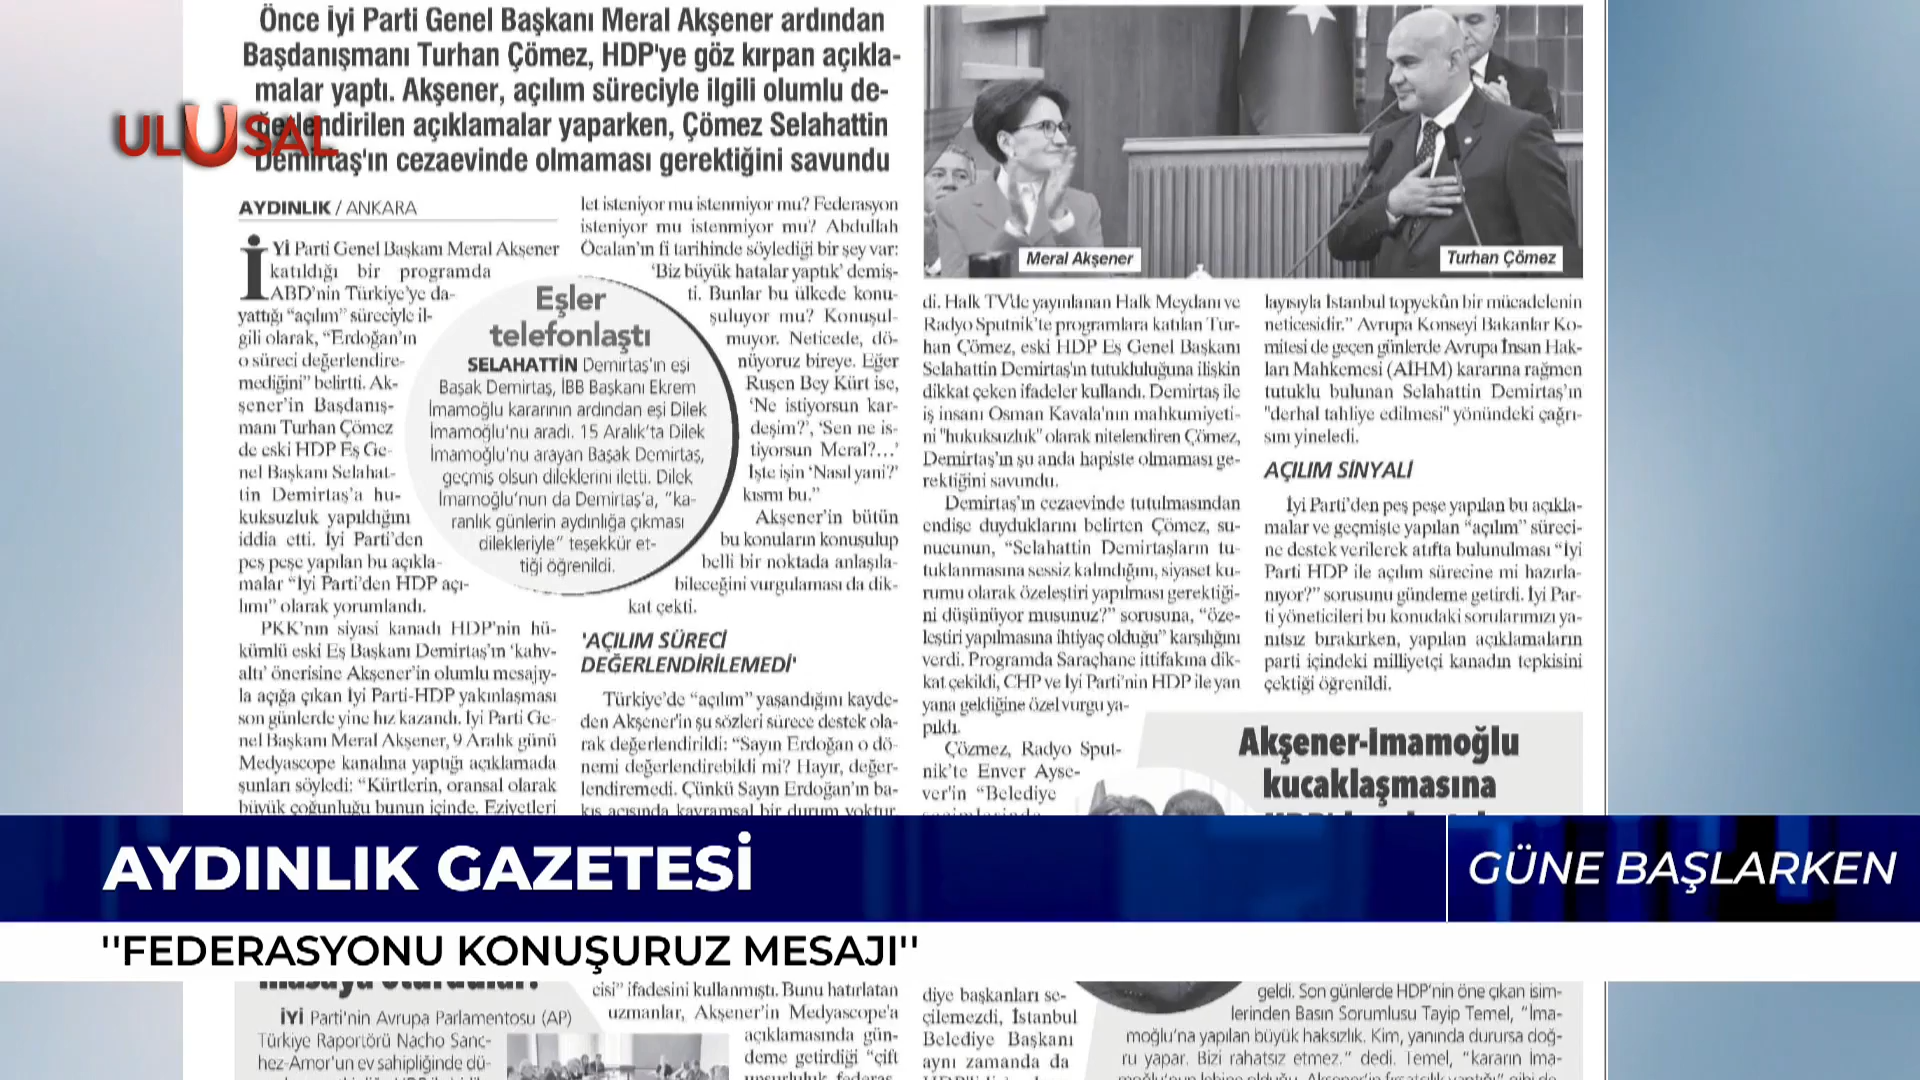 Önce İyi Parti Genel Başkanı Meral Akşener ardından
Başdanışmanı Turhan Çömez, HDP'ye göz kırpan açıkla-
malar yaptı. Akşener, açılım süreciyle ilgili olumlu de-
ğerlendirilen açıklamalar yaparken, Çömez Selahattin
Demirtaş'ın cezaevinde olmaması gerektiğini savundu
ULUSAL
AYDINLIK / ANKARA
İYİ Parti Genel Başkanı Meral Akşener
katıldığı bir programda
ABD'nin Türkiye'ye da-
yattığı “açılım” süreciyle il-
gili olarak, “Erdoğan'ın
o süreci değerlendire-
mediğini” belirtti. Ak-
şener'in Başdanış-
manı Turhan Çömez
de eski HDP Eş Ge-
nel Başkanı Selahat-
tin Demirtaş'a hu-
kuksuzluk yapıldığını
iddia etti. İyi Parti'den
peş peşe yapılan bu açıkla-
malar “İyi Parti'den HDP açı-
lımı” olarak yorumlandı.
PKK'nın siyasi kanadı HDP'nin hü-
kümlü eski Eş Başkanı Demirtaş'ın ‘kahv-
altı’ önerisine Akşener'in olumlu mesajıy-
la açığa çıkan İyi Parti-HDP yakınlaşması
son günlerde yine hız kazandı. İyi Parti Ge-
nel Başkanı Meral Akşener, 9 Aralık günü
Medyascope kanalına yaptığı açıklamada
şunları söyledi: “Kürtlerin, oransal olarak
büyük çoğunluğu bunun içinde. Eziyetleri
Eşler
telefonlaştı
SELAHATTİN Demirtaş'ın eşi
Başak Demirtaş, İBB Başkanı Ekrem
İmamoğlu kararının ardından eşi Dilek
İmamoğlu'nu aradı. 15 Aralık'ta Dilek
İmamoğlu'nu arayan Başak Demirtaş,
geçmiş olsun dileklerini iletti. Dilek
İmamoğlu'nun da Demirtaş'a, “ka-
ranlık günlerin aydınlığa çıkması
dilekleriyle” teşekkür et-
tiği öğrenildi.
let isteniyor mu istenmiyor mu? Federasyon
isteniyor mu istenmiyor mu? Abdullah
Öcalan'ın fi tarihinde söylediği bir şey var:
‘Biz büyük hatalar yaptık’ demiş-
ti. Bunlar bu ülkede konu-
şuluyor mu? Konuşul-
muyor. Neticede, dö-
nüyoruz bireye. Eğer
Ruşen Bey Kürt ise,
‘Ne istiyorsun kar-
deşim?’, ‘Sen ne is-
tiyorsun Meral?...’
İşte işin ‘Nasıl yani?’
kısmı bu.”
Akşener'in bütün
bu konuların konuşulup
belli bir noktada anlaşıla-
bileceğini vurgulaması da dik-
kat çekti.
'AÇILIM SÜRECİ
DEĞERLENDİRİLEMEDİ'
Türkiye'de “açılım” yaşandığını kayde-
den Akşener'in şu sözleri sürece destek ola-
rak değerlendirildi: “Sayın Erdoğan o dö-
nemi değerlendirebildi mi? Hayır, değer-
lendiremedi. Çünkü Sayın Erdoğan'ın ba-
kış açısında kavramsal bir durum yoktur.
Meral Akşener
Turhan Çömez
di. Halk TV'de yayınlanan Halk Meydanı ve
Radyo Sputnik'te programlara katılan Tur-
han Çömez, eski HDP Eş Genel Başkanı
Selahattin Demirtaş'ın tutukluluğuna ilişkin
dikkat çeken ifadeler kullandı. Demirtaş ile
iş insanı Osman Kavala'nın mahkumiyeti-
ni "hukuksuzluk" olarak nitelendiren Çömez,
Demirtaş'ın şu anda hapiste olmaması ge-
rektiğini savundu.
Demirtaş'ın cezaevinde tutulmasından
endişe duyduklarını belirten Çömez, su-
nucunun, “Selahattin Demirtaşların tu-
tuklanmasına sessiz kalındığını, siyaset ku-
rumu olarak özeleştiri yapılması gerektiği-
ni düşünüyor musunuz?” sorusuna, “öze-
leştiri yapılmasına ihtiyaç olduğu” karşılığını
verdi. Programda Saraçhane ittifakına dik-
kat çekildi, CHP ve İyi Parti'nin HDP ile yan
yana geldiğine özel vurgu ya-
pıldı.
Çözmez, Radyo Sput-
nik'te Enver Ayse-
ver'in “Belediye
seçimlerinde
layısıyla İstanbul topyekûn bir mücadelenin
neticesidir.” Avrupa Konseyi Bakanlar Ko-
mitesi de geçen günlerde Avrupa İnsan Hak-
ları Mahkemesi (AİHM) kararına rağmen
tutuklu bulunan Selahattin Demirtaş'ın
"derhal tahliye edilmesi" yönündeki çağrı-
sını yineledi.
AÇILIM SİNYALİ
İyi Parti'den peş peşe yapılan bu açıkla-
malar ve geçmişte yapılan “açılım” süreci-
ne destek verilerek atıfta bulunulması “İyi
Parti HDP ile açılım sürecine mi hazırla-
nıyor?” sorusunu gündeme getirdi. İyi Par-
ti yöneticileri bu konudaki sorularımızı ya-
nıtsız bırakırken, yapılan açıklamaların
parti içindeki milliyetçi kanadın tepkisini
çektiği öğrenildi.
Akşener-Imamoğlu
kucaklaşmasına
AYDINLIK GAZETESİ
GÜNE BAŞLARKEN
''FEDERASYONU KONUŞURUZ MESAJI''
masaya oturdular!
İYİ Parti'nin Avrupa Parlamentosu (AP)
Türkiye Raportörü Nacho Sanc-
hez-Amor'un ev sahipliğinde dü-
cisi” ifadesini kullanmıştı. Bunu hatırlatan
uzmanlar, Akşener'in Medyascope'a
açıklamasında gün-
deme getirdiği “çift
unsurluluk federas-
diye başkanları se-
çilemezdi, İstanbul
Belediye Başkanı
aynı zamanda da
geldi. Son günlerde HDP'nin öne çıkan isim-
lerinden Basın Sorumlusu Tayip Temel, “İma-
moğlu'na yapılan büyük haksızlık. Kim, yanında durursa doğ-
ru yapar. Bizi rahatsız etmez.” dedi. Temel, “kararın İma-